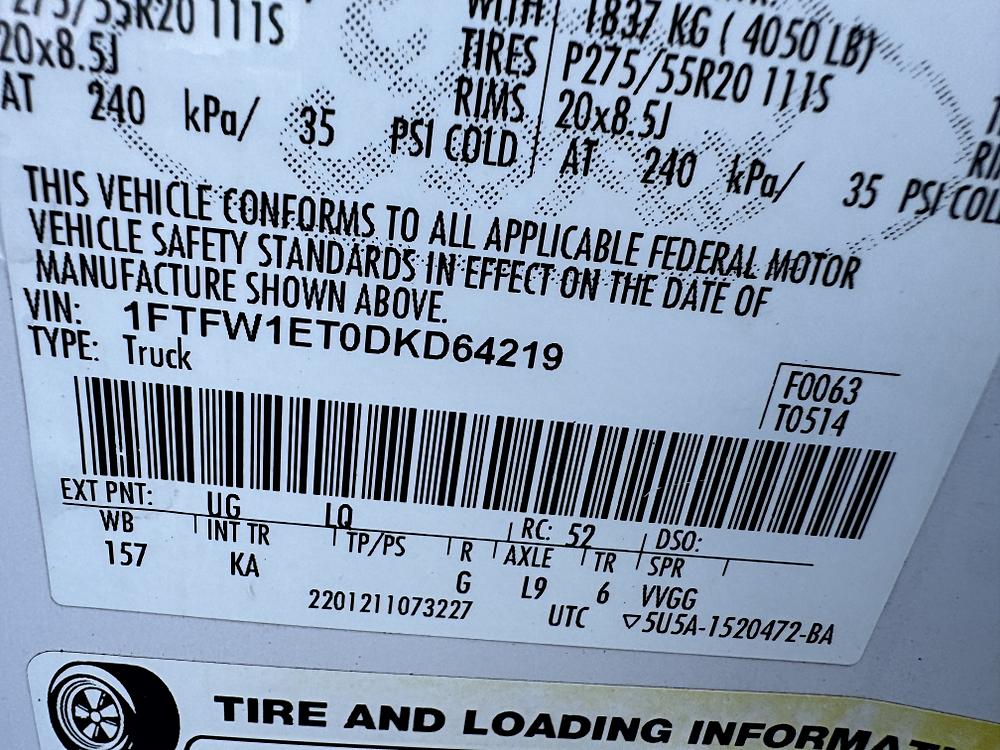 275/55R20 111S
20x8.5J
AT 240 kPa/ 35 PSI COLD
WITH 1837 KG ( 4050 LB)
TIRES P275/55R20 111S
RIMS 20x8.5J
AT 240 kPa/ 35 PSI COL
THIS VEHICLE CONFORMS TO ALL APPLICABLE FEDERAL MOTOR
VEHICLE SAFETY STANDARDS IN EFFECT ON THE DATE OF
MANUFACTURE SHOWN ABOVE.
VIN: 1FTFW1ET0DKD64219
TYPE: Truck
F0063
T0514
EXT PNT: UG LQ RC: 52 DSO:
WB INT TR TP/PS R AXLE TR SPR
157 KA G L9 6 VVGG
2201211073227 UTC ▽5U5A-1520472-BA
TIRE AND LOADING INFORMAT